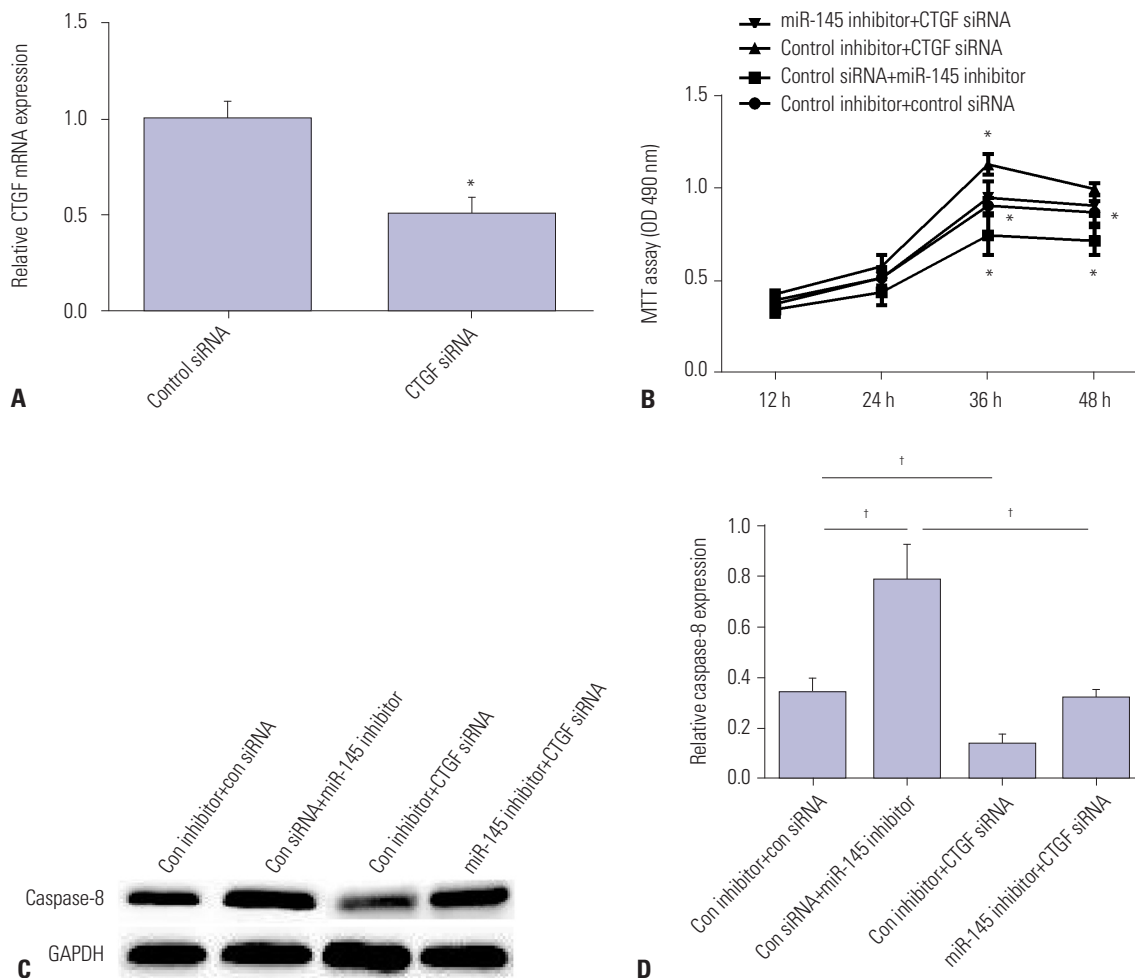 Relative CTGF mRNA expression
1.5
1.0
0.5
0.0
*
Control siRNA
CTGF siRNA
A
miR-145 inhibitor+CTGF siRNA
Control inhibitor+CTGF siRNA
Control siRNA+miR-145 inhibitor
Control inhibitor+control siRNA
MTT assay (OD 490 nm)
1.5
1.0
0.5
0.0
*
*
*
*
*
12 h
24 h
36 h
48 h
B
Con inhibitor+con siRNA
Con siRNA+miR-145 inhibitor
Con inhibitor+CTGF siRNA
miR-145 inhibitor+CTGF siRNA
Caspase-8
GAPDH
C
†
†
†
Relative caspase-8 expression
1.0
0.8
0.6
0.4
0.2
0.0
Con inhibitor+con siRNA
Con siRNA+miR-145 inhibitor
Con inhibitor+CTGF siRNA
miR-145 inhibitor+CTGF siRNA
D